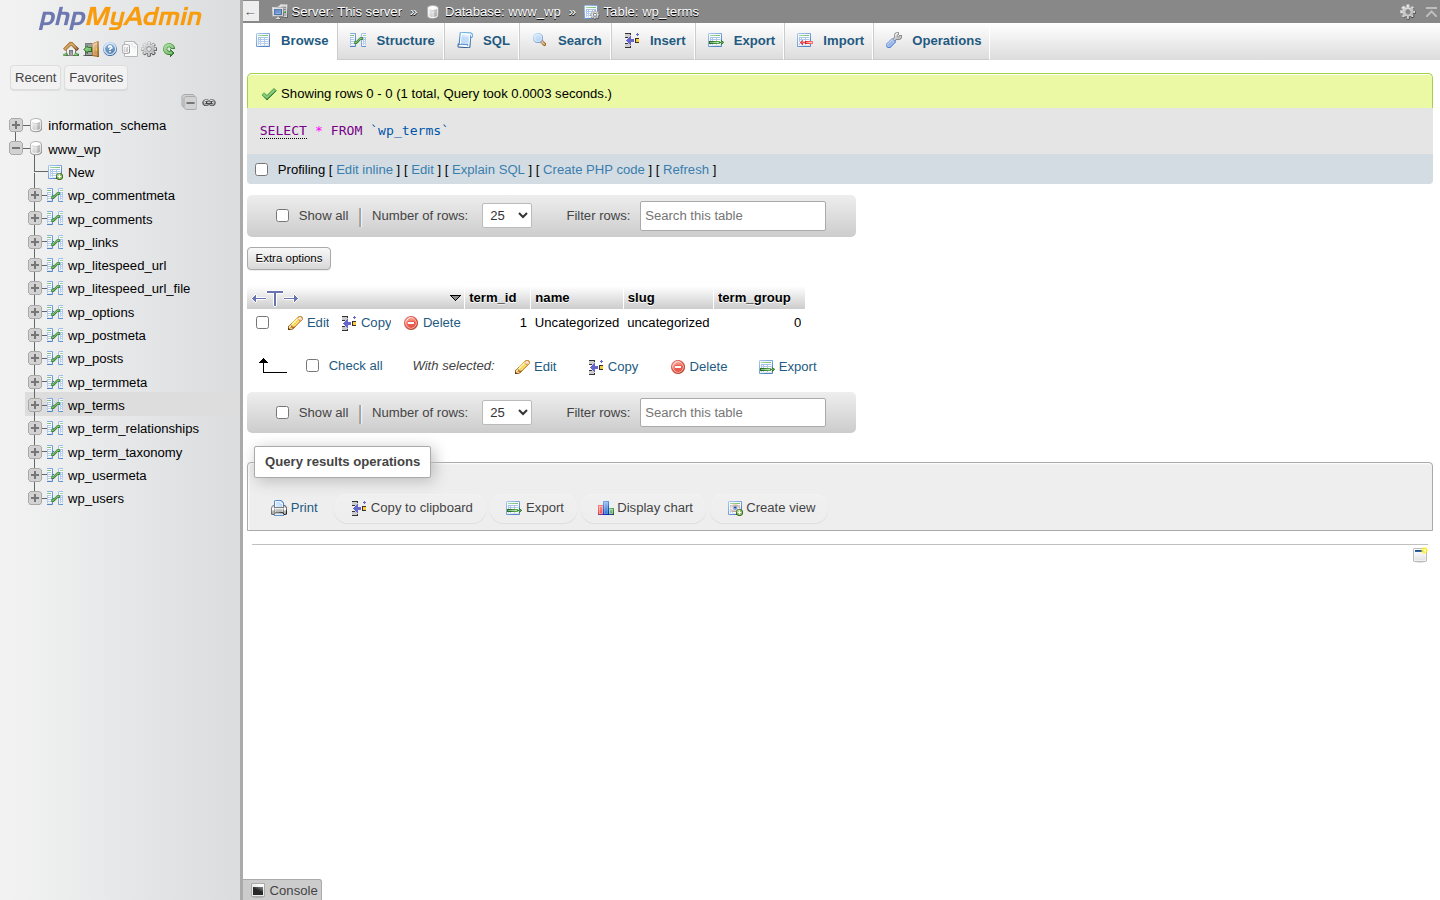 phpMyAdmin
Recent Favorites
information_schema
www_wp
New
wp_commentmeta
wp_comments
wp_links
wp_litespeed_url
wp_litespeed_url_file
wp_options
wp_postmeta
wp_posts
wp_termmeta
wp_terms
wp_term_relationships
wp_term_taxonomy
wp_usermeta
wp_users
← Server: This server » Database: www_wp » Table: wp_terms
Browse Structure SQL Search Insert Export Import Operations
Showing rows 0 - 0 (1 total, Query took 0.0003 seconds.)
SELECT * FROM `wp_terms`
Profiling [ Edit inline ] [ Edit ] [ Explain SQL ] [ Create PHP code ] [ Refresh ]
Show all | Number of rows: 25 Filter rows: Search this table
Extra options
←T→ term_id name slug term_group
Edit Copy Delete 1 Uncategorized uncategorized 0
Check all With selected: Edit Copy Delete Export
Show all | Number of rows: 25 Filter rows: Search this table
Query results operations
Print Copy to clipboard Export Display chart Create view
Console